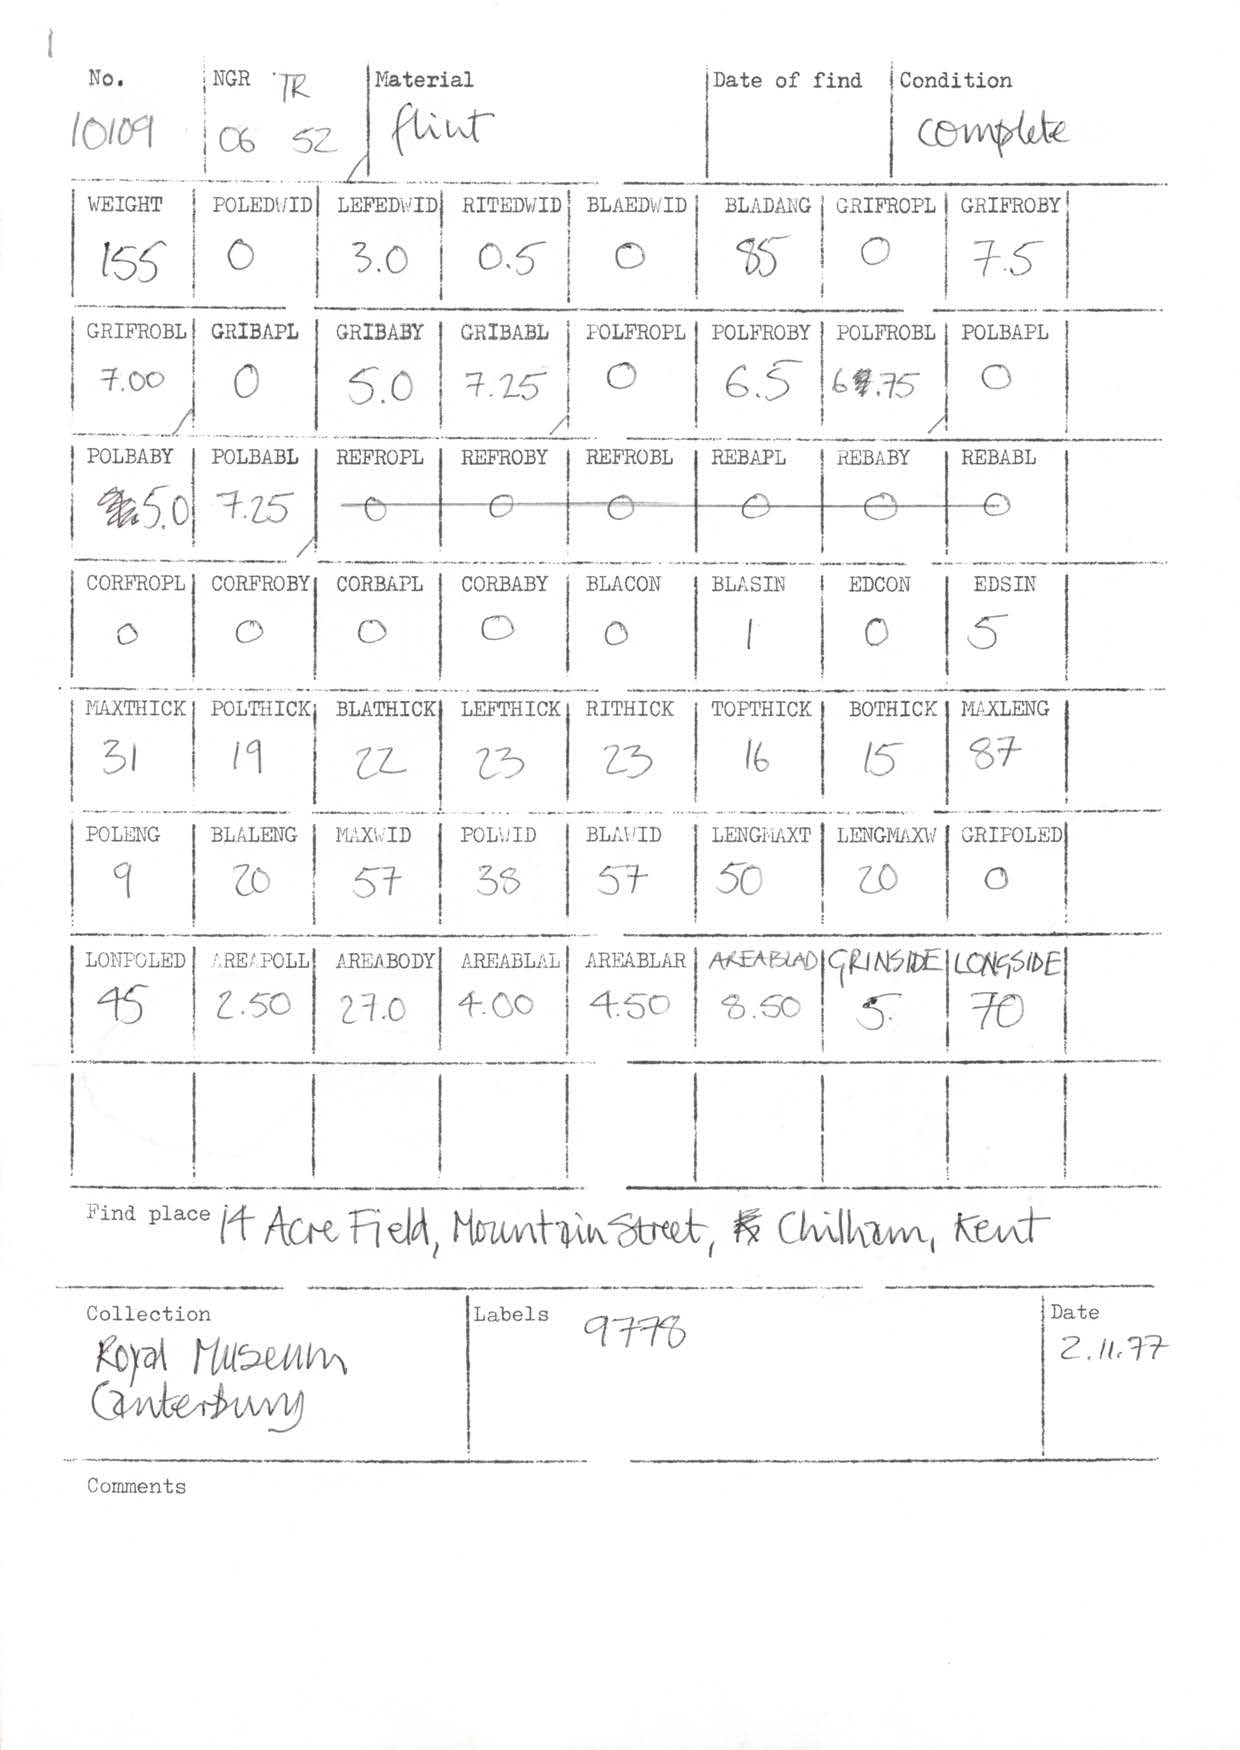 1
No. NGR TR Material Date of find Condition
10109 06 52 flint complete
WEIGHT POLEDWID LEFEDWID RITEDWID BLAEDWID BLADANG GRIFROPL GRIFROBY
155 0 3.0 0.5 0 85 0 7.5
GRIFROBL GRIBAPL GRIBABY GRIBABL POLFROPL POLFROBY POLFROBL POLBAPL
7.00 0 5.0 7.25 0 6.5 6.75 0
POLBABY POLBABL REFROPL REFROBY REFROBL REBAPL REBABY REBABL
5.0 7.25 0 0 0 0 0 0
CORFROPL CORFROBY CORBAPL CORBABY BLACON BLASIN EDCON EDSIN
0 0 0 0 0 1 0 5
MAXTHICK POLTHICK BLATHICK LEFTHICK RITHICK TOPTHICK BOTHICK MAXLENG
31 19 22 23 23 16 15 87
POLENG BLALENG MAXWID POLWID BLAWID LENGMAXT LENGMAXW GRIPOLED
9 20 57 38 57 50 20 0
LONPOLED AREAPOLL AREABODY AREABLAL AREABLAR AREABLAD GRINSIDE LONGSIDE
45 2.50 27.0 4.00 4.50 8.50 5. 70
Find place 14 Acre Field, Mountain Street, Chilham, Kent
Collection Labels 9778 Date
Royal Museum 2.11.77
Canterbury
Comments